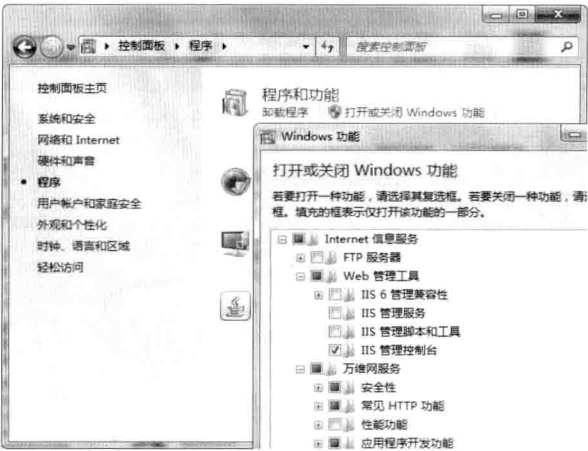 控制面板 ▸ 程序 ▸
搜索控制面板
控制面板主页
系统和安全
网络和 Internet
硬件和声音
程序
用户帐户和家庭安全
外观和个性化
时钟、语言和区域
轻松访问
程序和功能
卸载程序 打开或关闭 Windows 功能
Windows 功能
打开或关闭 Windows 功能
若要打开一种功能，请选择其复选框。若要关闭一种功能，请
框。填充的框表示仅打开该功能的一部分。
Internet 信息服务
FTP 服务器
Web 管理工具
IIS 6 管理兼容性
IIS 管理服务
IIS 管理脚本和工具
IIS 管理控制台
万维网服务
安全性
常见 HTTP 功能
性能功能
应用程序开发功能